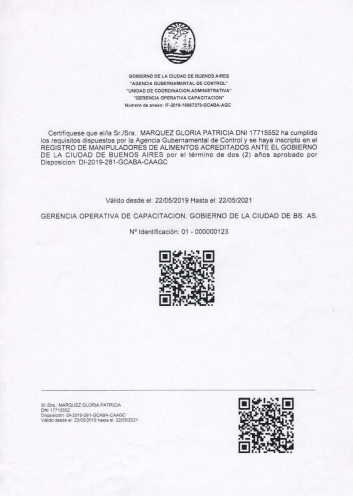 GOBIERNO DE LA CIUDAD DE BUENOS AIRES
"AGENCIA GUBERNAMENTAL DE CONTROL"
"UNIDAD DE COORDINACION ADMINISTRATIVA"
"GERENCIA OPERATIVA CAPACITACION"
Número de anexo: IF-2019-15967279-GCABA-AGC
Certifiquese que el/la Sr./Sra.: MARQUEZ GLORIA PATRICIA DNI 17715552 ha cumplido
los requisitos dispuestos por la Agencia Gubernamental de Control y se haya inscripto en el
REGISTRO DE MANIPULADORES DE ALIMENTOS ACREDITADOS ANTE EL GOBIERNO
DE LA CIUDAD DE BUENOS AIRES por el término de dos (2) años aprobado por
Disposición: DI-2019-281-GCABA-CAAGC
Válido desde el: 22/05/2019 Hasta el: 22/05/2021
GERENCIA OPERATIVA DE CAPACITACION, GOBIERNO DE LA CIUDAD DE BS. AS.
Nº Identificación: 01 - 000000123
Sr./Sra.: MARQUEZ GLORIA PATRICIA
DNI 17715552
Disposición: DI-2019-281-GCABA-CAAGC
Válido desde el: 22/05/2019 hasta el: 22/05/2021